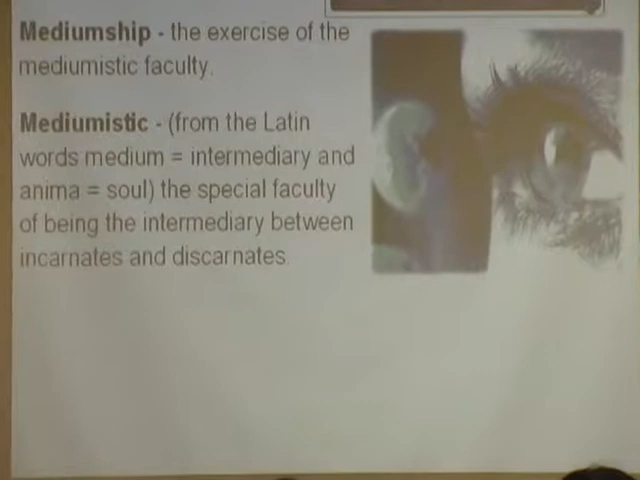 Mediumship - the exercise of the
mediumistic faculty.
Mediumistic - (from the Latin
words medium = intermediary and
anima = soul) the special faculty
of being the intermediary between
incarnates and discarnates.